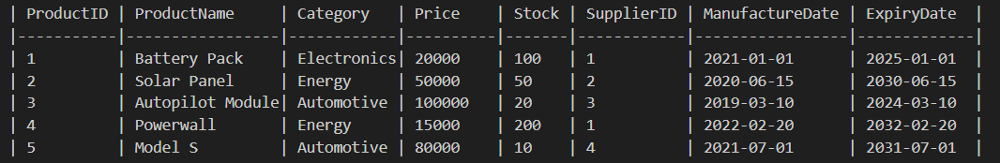 | ProductID | ProductName     | Category   | Price    | Stock | SupplierID | ManufactureDate | ExpiryDate  |
|-----------|-----------------|------------|----------|-------|------------|-----------------|-------------|
| 1         | Battery Pack    | Electronics| 20000    | 100   | 1          | 2021-01-01      | 2025-01-01  |
| 2         | Solar Panel     | Energy     | 50000    | 50    | 2          | 2020-06-15      | 2030-06-15  |
| 3         | Autopilot Module| Automotive | 100000   | 20    | 3          | 2019-03-10      | 2024-03-10  |
| 4         | Powerwall       | Energy     | 15000    | 200   | 1          | 2022-02-20      | 2032-02-20  |
| 5         | Model S         | Automotive | 80000    | 10    | 4          | 2021-07-01      | 2031-07-01  |